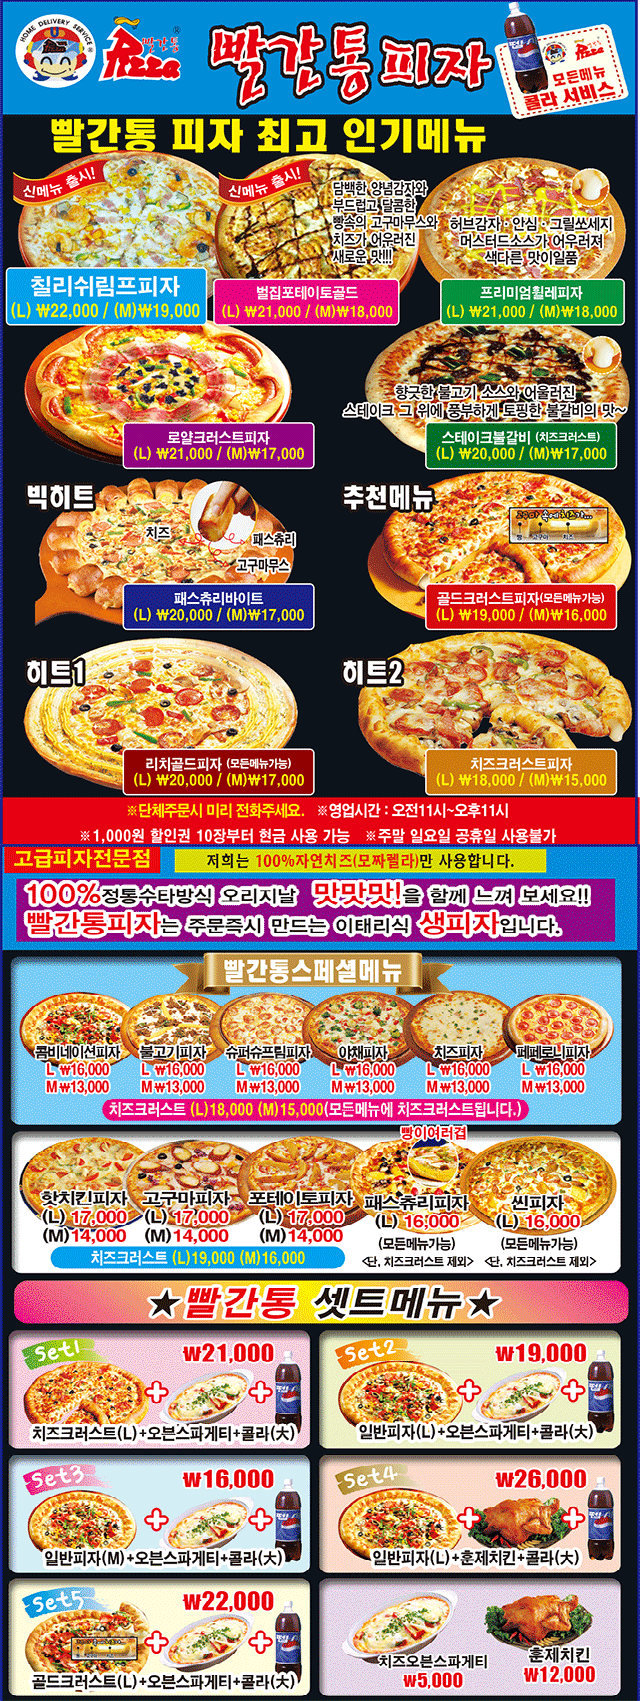 HOME DELIVERY SERVICE
Pizza
빨간통
빨간통피자
모든메뉴
콜라 서비스
빨간통 피자 최고 인기메뉴
신메뉴 출시!
칠리쉬림프피자
(L) ₩22,000 / (M)₩19,000
신메뉴 출시!
담백한 양념감자와
부드럽고 달콤한
빵속의 고구마무스와
치즈가 어우러진
새로운 맛!!!
벌집포테이토골드
(L) ₩21,000 / (M)₩18,000
허브감자·안심·그릴쏘세지
머스터드소스가 어우러져
색다른 맛이일품
프리미엄휠레피자
(L) ₩21,000 / (M)₩18,000
로얄크러스트피자
(L) ₩21,000 / (M)₩17,000
향긋한 불고기 소스와 어울러진
스테이크 그 위에 풍부하게 토핑한 불갈비의 맛~
스테이크불갈비 (치즈크러스트)
(L) ₩20,000 / (M)₩17,000
빅히트
치즈
패스츄리
고구마무스
패스츄리바이트
(L) ₩20,000 / (M)₩17,000
추천메뉴
빵 고구마 치즈
골드크러스트피자(모든메뉴가능)
(L) ₩19,000 / (M)₩16,000
히트1
리치골드피자 (모든메뉴가능)
(L) ₩20,000 / (M)₩17,000
히트2
치즈크러스트피자
(L) ₩18,000 / (M)₩15,000
※단체주문시 미리 전화주세요. ※영업시간 : 오전11시~오후11시
※1,000원 할인권 10장부터 현금 사용 가능 ※주말 일요일 공휴일 사용불가
고급피자전문점
저희는 100%자연치즈(모짜렐라)만 사용합니다.
100%정통수타방식 오리지날 맛맛맛!을 함께 느껴 보세요!!
빨간통피자는 주문즉시 만드는 이태리식 생피자입니다.
빨간통스페셜메뉴
콤비네이션피자 불고기피자 슈퍼슈프림피자 야채피자 치즈피자 페페로니피자
L ₩16,000 L ₩16,000 L ₩16,000 L ₩16,000 L ₩16,000 L ₩16,000
M₩13,000 M₩13,000 M₩13,000 M₩13,000 M₩13,000 M₩13,000
치즈크러스트 (L)18,000 (M)15,000(모든메뉴에 치즈크러스트됩니다.)
빵이여러겹
핫치킨피자 고구마피자 포테이토피자 패스츄리피자 씬피자
(L) 17,000 (L) 17,000 (L) 17,000 (L) 16,000 (L) 16,000
(M)14,000 (M)14,000 (M)14,000 (모든메뉴가능) (모든메뉴가능)
치즈크러스트 (L)19,000 (M)16,000 <단, 치즈크러스트 제외> <단, 치즈크러스트 제외>
★빨간통 셋트메뉴★
Set1 ₩21,000
치즈크러스트(L)+오븐스파게티+콜라(大)
Set2 ₩19,000
일반피자(L)+오븐스파게티+콜라(大)
Set3 ₩16,000
일반피자(M)+오븐스파게티+콜라(大)
Set4 ₩26,000
일반피자(L)+훈제치킨+콜라(大)
Set5 ₩22,000
골드크러스트(L)+오븐스파게티+콜라(大)
치즈오븐스파게티
₩5,000
훈제치킨
₩12,000